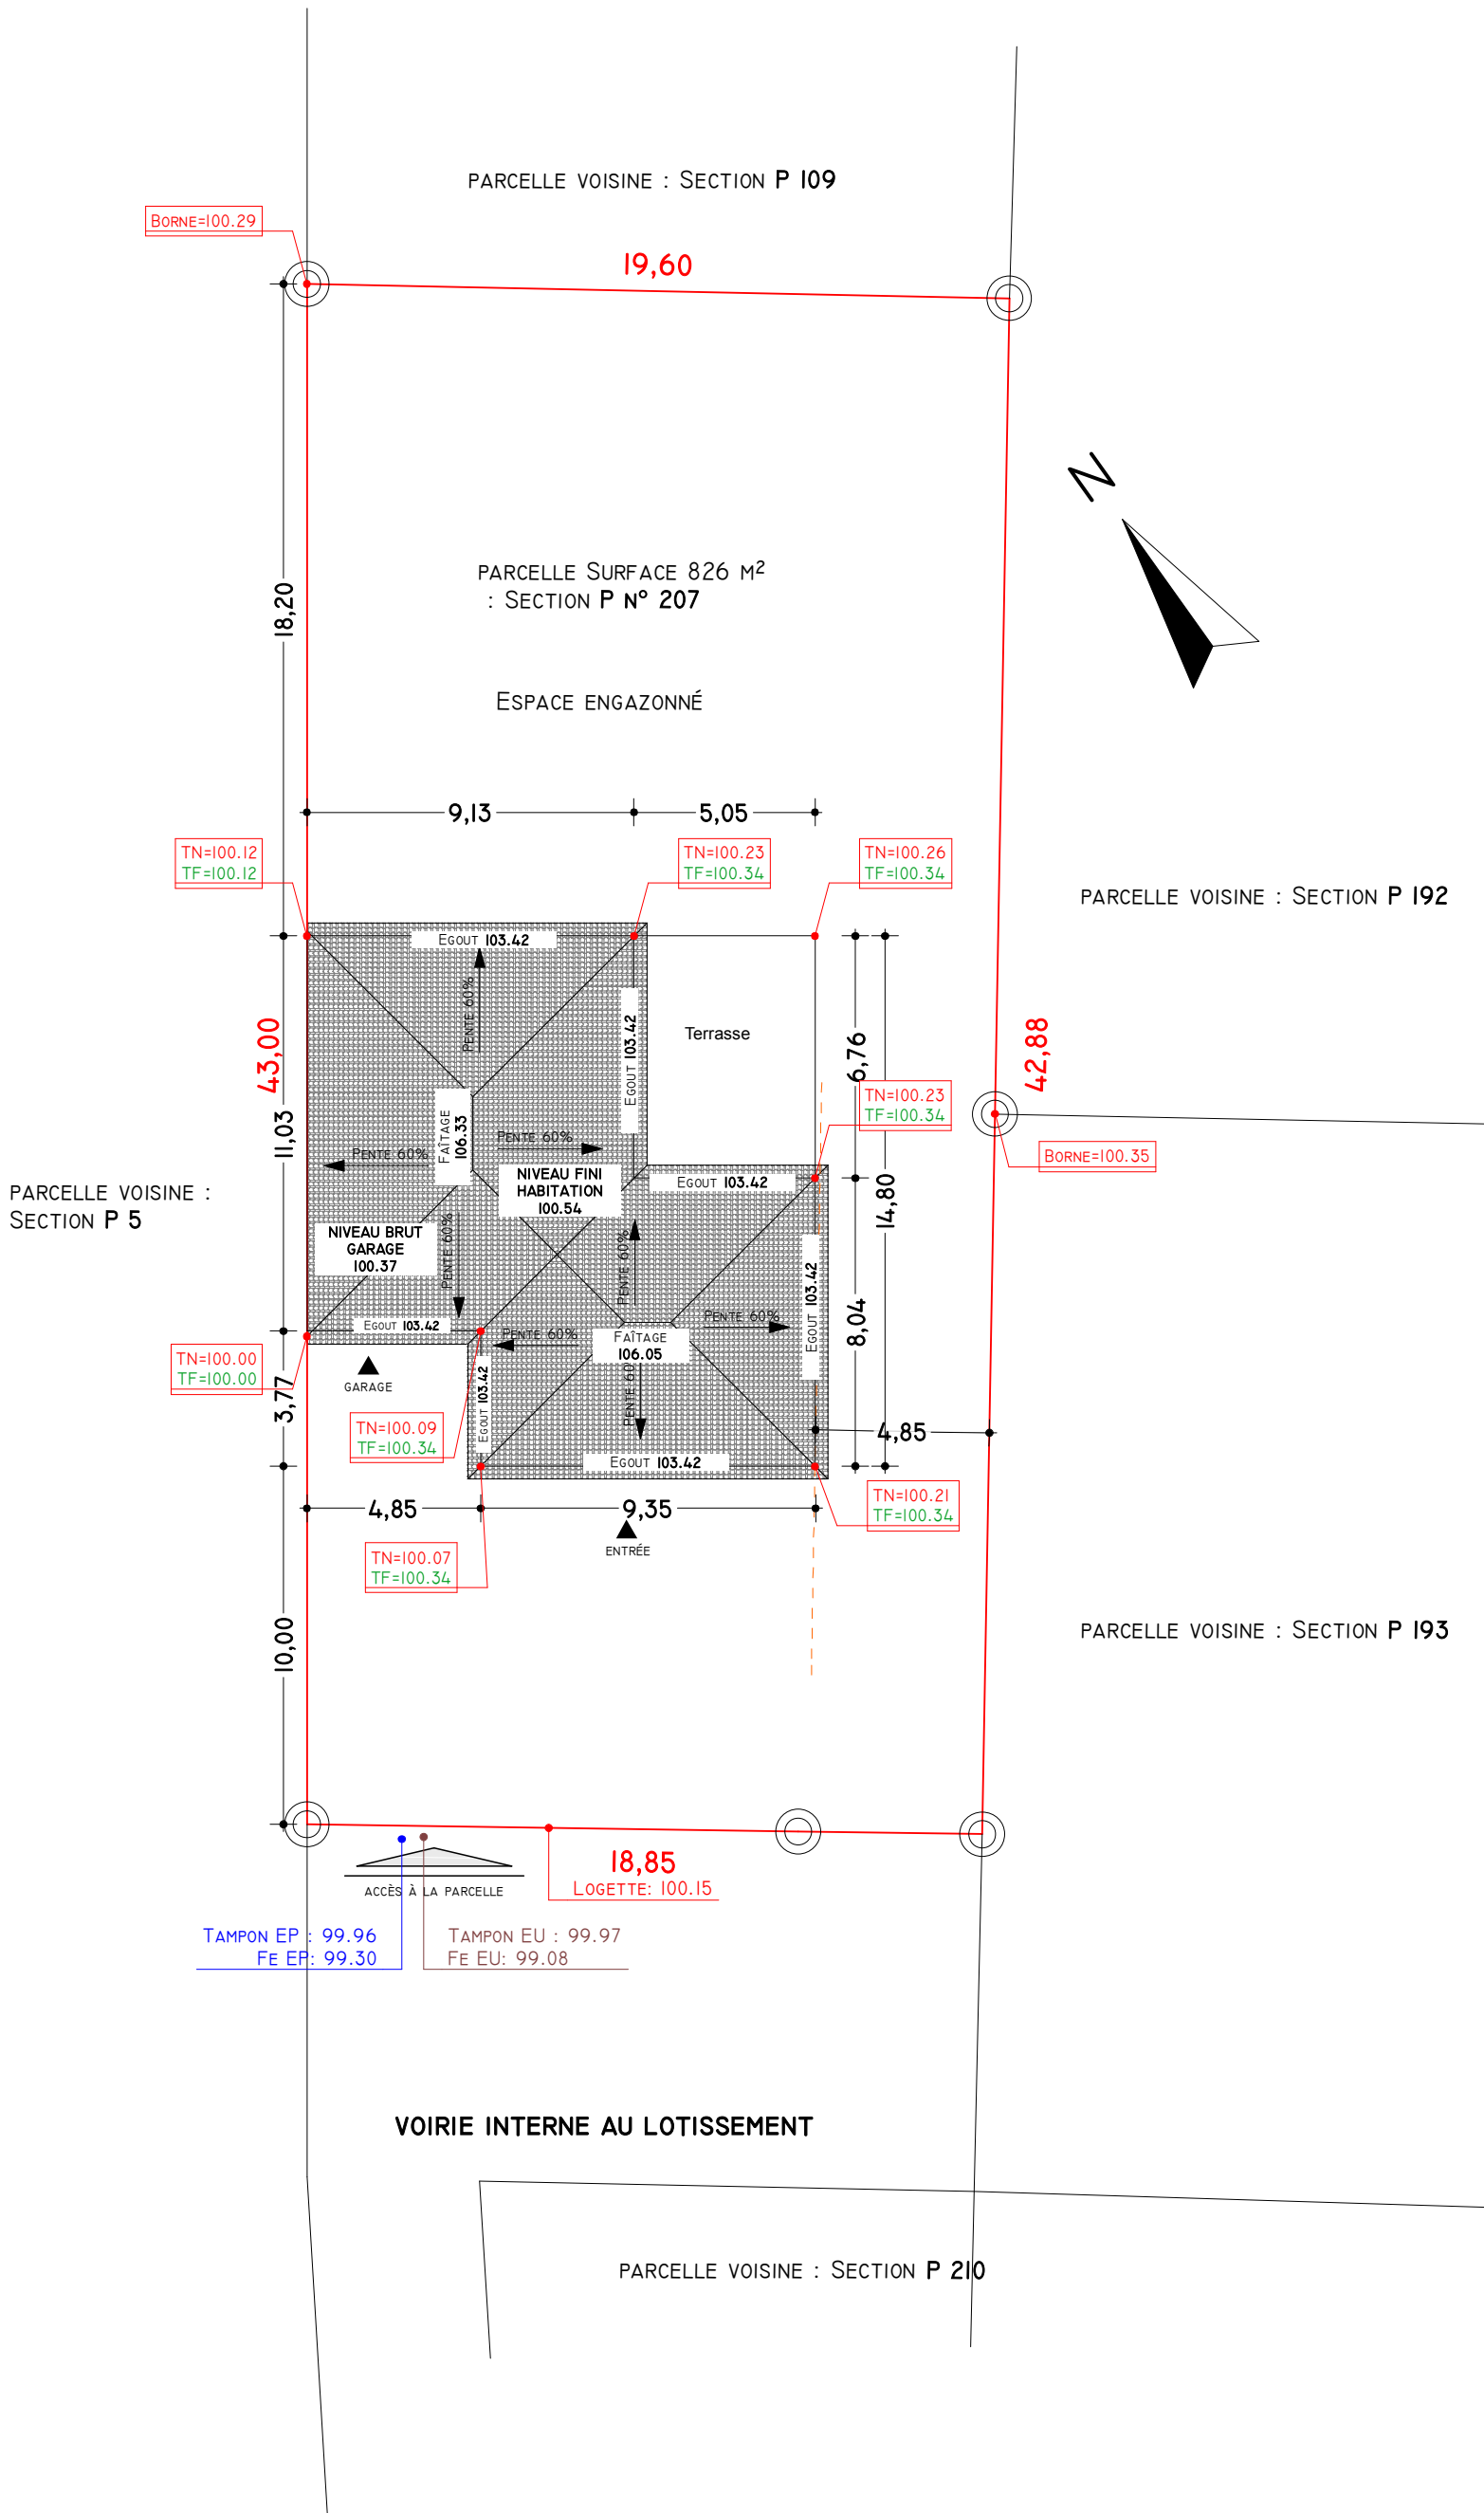 PARCELLE VOISINE : SECTION P 109
BORNE=100.29
19,60
N
PARCELLE SURFACE 826 M²
: SECTION P N° 207
18,20
ESPACE ENGAZONNÉ
9,13
5,05
TN=100.12
TF=100.12
TN=100.23
TF=100.34
TN=100.26
TF=100.34
PARCELLE VOISINE : SECTION P 192
EGOUT 103.42
PENTE 60%
EGOUT 103.42
Terrasse
43,00
42,88
6,76
11,03
TN=100.23
TF=100.34
FAÎTAGE
106.33
PENTE 60%
PENTE 60%
BORNE=100.35
NIVEAU FINI
HABITATION
100.54
EGOUT 103.42
14,80
PARCELLE VOISINE :
SECTION P 5
NIVEAU BRUT
GARAGE
100.37
PENTE 60%
PENTE 60%
EGOUT 103.42
8,04
EGOUT 103.42
PENTE 60%
FAÎTAGE
106.05
PENTE 60%
TN=100.00
TF=100.00
GARAGE
3,77
EGOUT 103.42
PENTE 60
TN=100.09
TF=100.34
4,85
EGOUT 103.42
TN=100.21
TF=100.34
4,85
9,35
ENTRÉE
TN=100.07
TF=100.34
10,00
PARCELLE VOISINE : SECTION P 193
18,85
LOGETTE: 100.15
ACCÈS À LA PARCELLE
TAMPON EP : 99.96
FE EP: 99.30
TAMPON EU : 99.97
FE EU: 99.08
VOIRIE INTERNE AU LOTISSEMENT
PARCELLE VOISINE : SECTION P 210